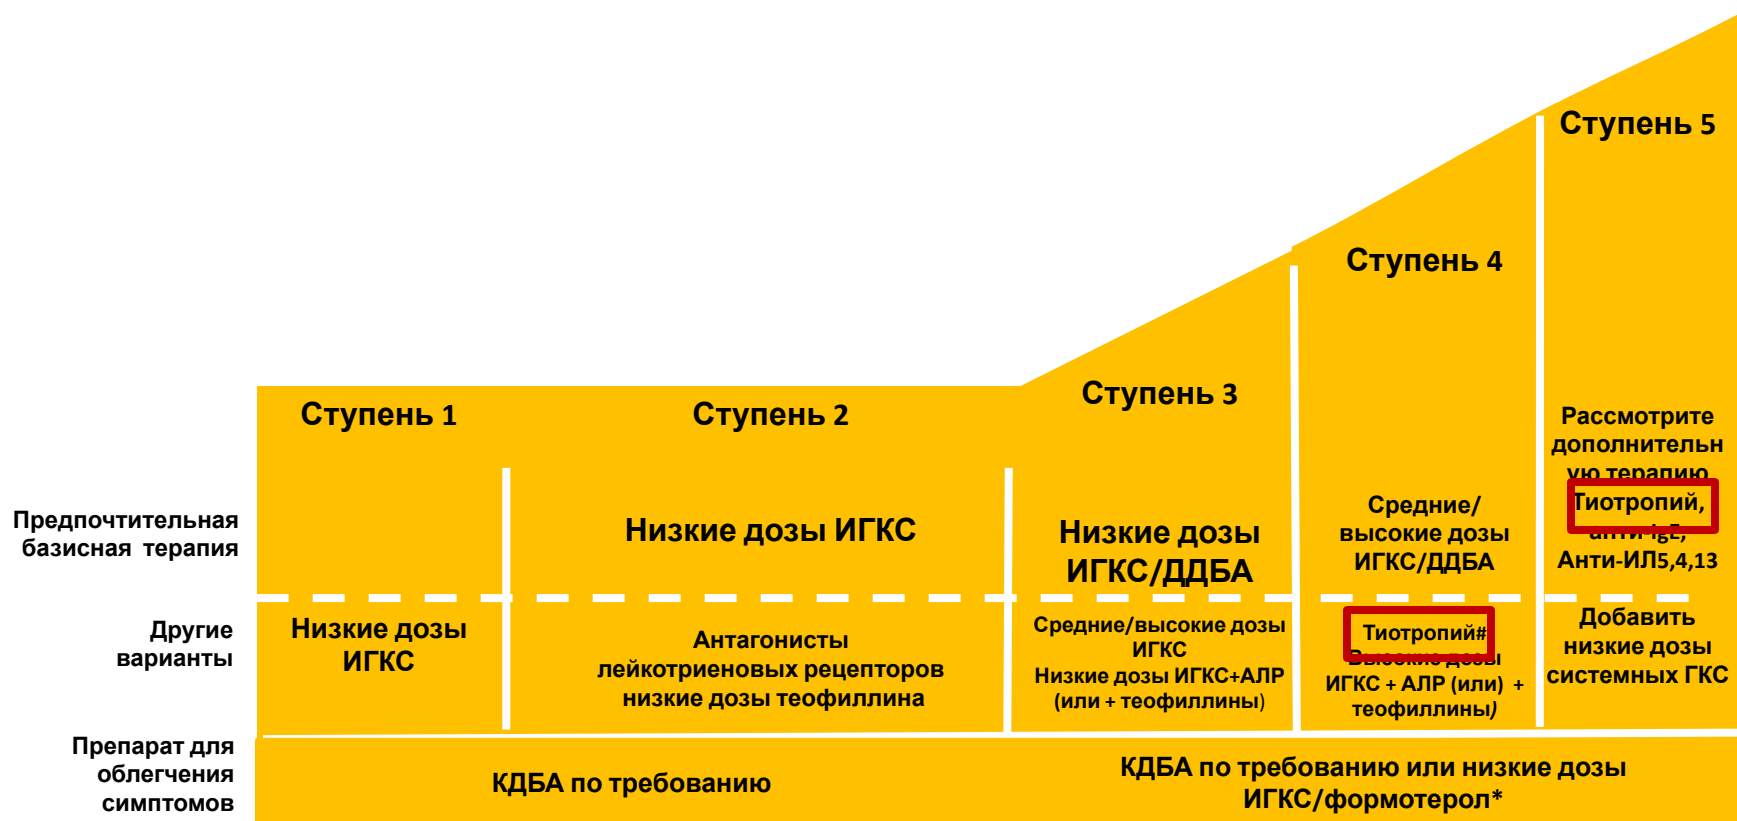 Ступень 5
Ступень 4
Ступень 3
Ступень 1
Ступень 2
Предпочтительная
базисная терапия
Низкие дозы ИГКС
Низкие дозы
ИГКС/ДДБА
Средние/
высокие дозы
ИГКС/ДДБА
Рассмотрите
дополнительн
ую терапию
Тиотропий,
анти-IgE,
Анти-ИЛ5,4,13
Другие
варианты
Низкие дозы
ИГКС
Антагонисты
лейкотриеновых рецепторов
низкие дозы теофиллина
Средние/высокие дозы
ИГКС
Низкие дозы ИГКС+АЛР
(или + теофиллины)
Тиотропий#
Высокие дозы
ИГКС + АЛР (или) +
теофиллины)
Добавить
низкие дозы
системных ГКС
Препарат для
облегчения
симптомов
КДБА по требованию
КДБА по требованию или низкие дозы
ИГКС/формотерол*